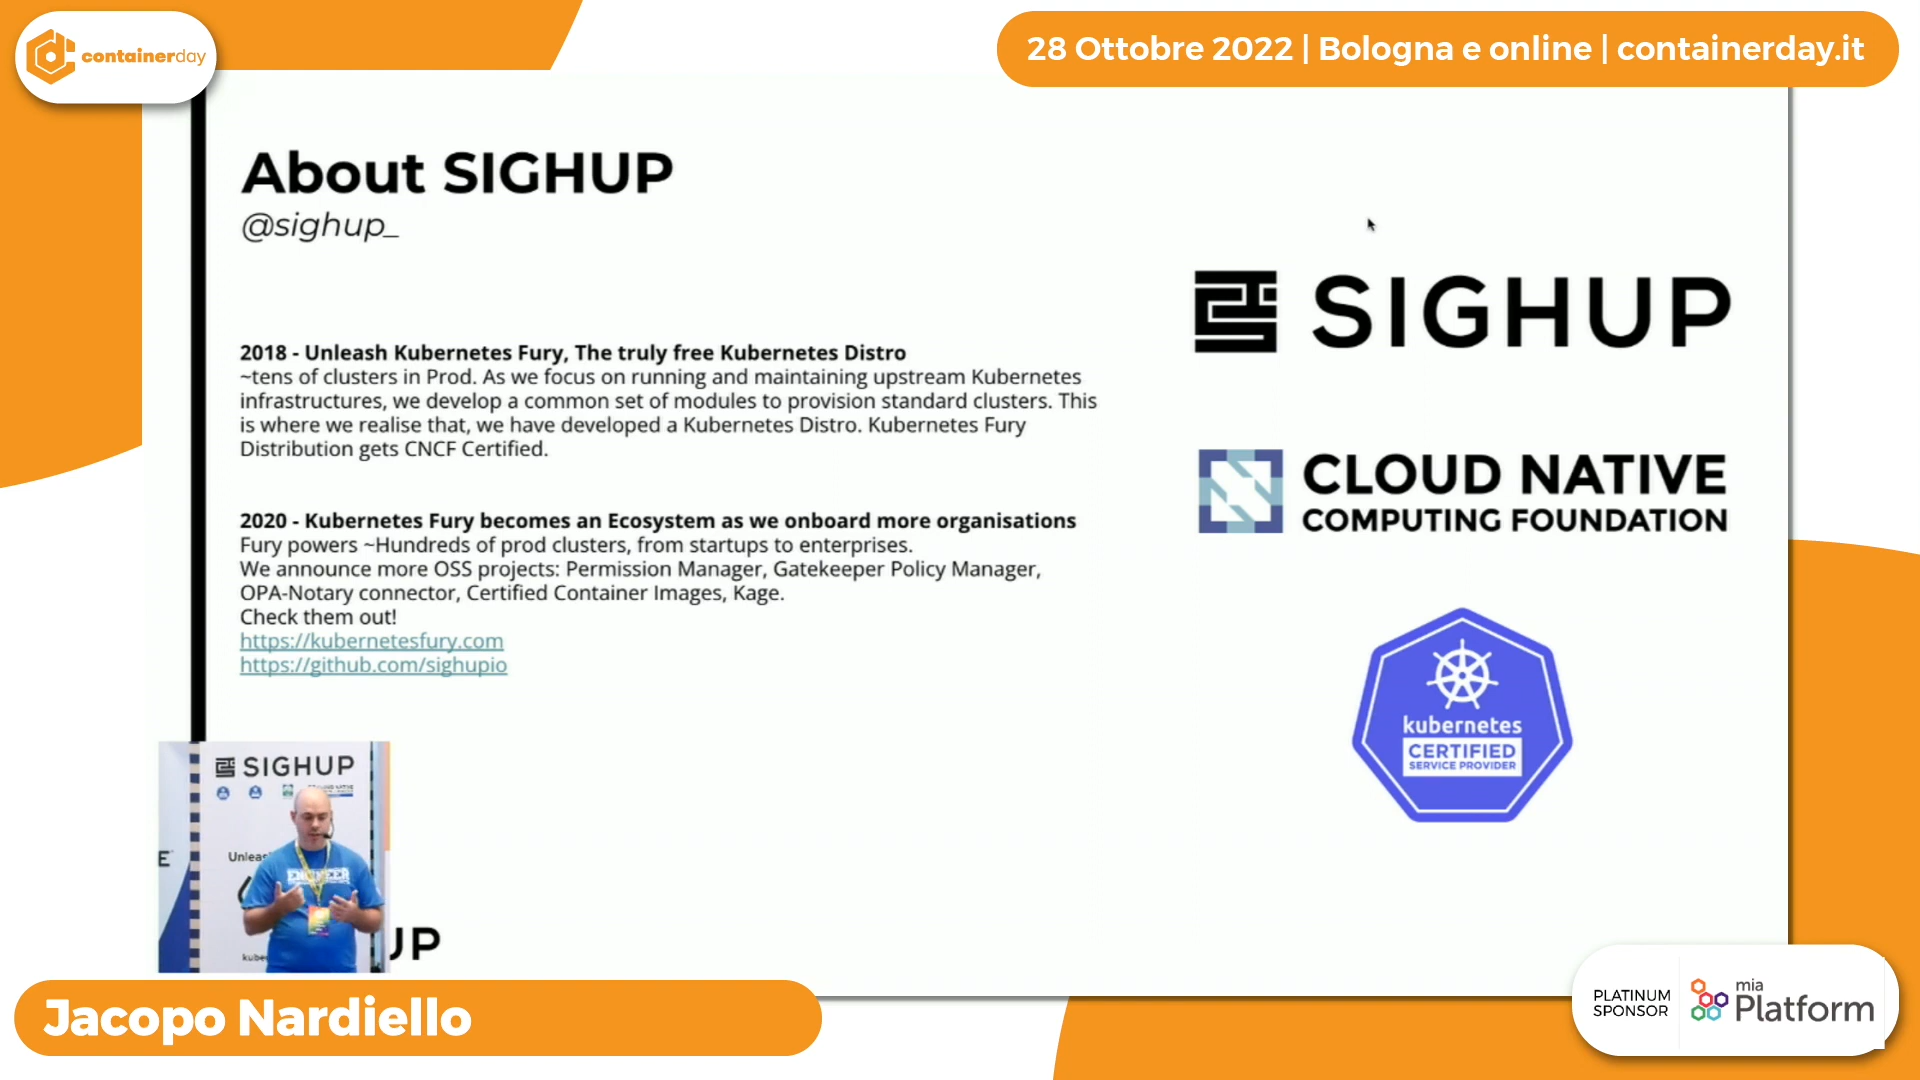 containerday
28 Ottobre 2022 | Bologna e online | containerday.it
About SIGHUP
@sighup_
2018 - Unleash Kubernetes Fury, The truly free Kubernetes Distro
~tens of clusters in Prod. As we focus on running and maintaining upstream Kubernetes
infrastructures, we develop a common set of modules to provision standard clusters. This
is where we realise that, we have developed a Kubernetes Distro. Kubernetes Fury
Distribution gets CNCF Certified.
2020 - Kubernetes Fury becomes an Ecosystem as we onboard more organisations
Fury powers ~Hundreds of prod clusters, from startups to enterprises.
We announce more OSS projects: Permission Manager, Gatekeeper Policy Manager,
OPA-Notary connector, Certified Container Images, Kage.
Check them out!
https://kubernetesfury.com
https://github.com/sighupio
SIGHUP
CLOUD NATIVE
COMPUTING FOUNDATION
kubernetes
CERTIFIED
SERVICE PROVIDER
SIGHUP
Unleas
ENGINEER
kube
UP
Jacopo Nardiello
PLATINUM
SPONSOR
mia
Platform